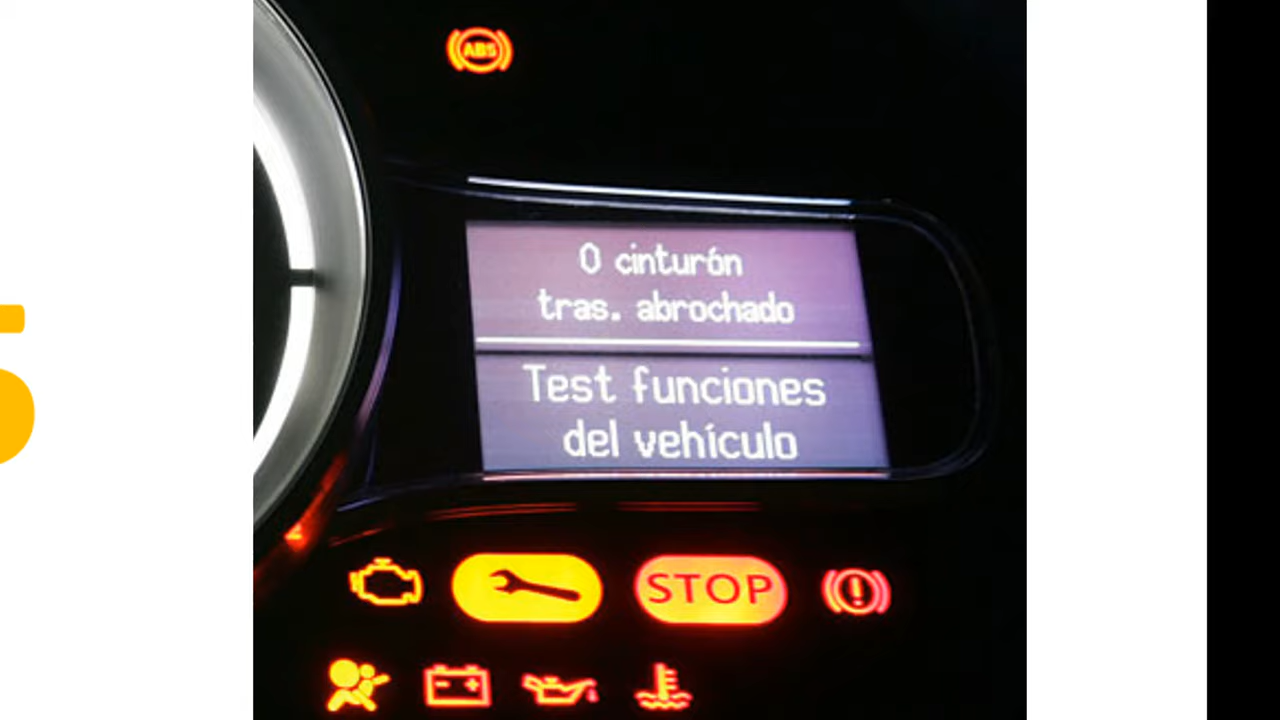 ABS
0 cinturón
tras. abrochado
Test funciones
del vehículo
STOP